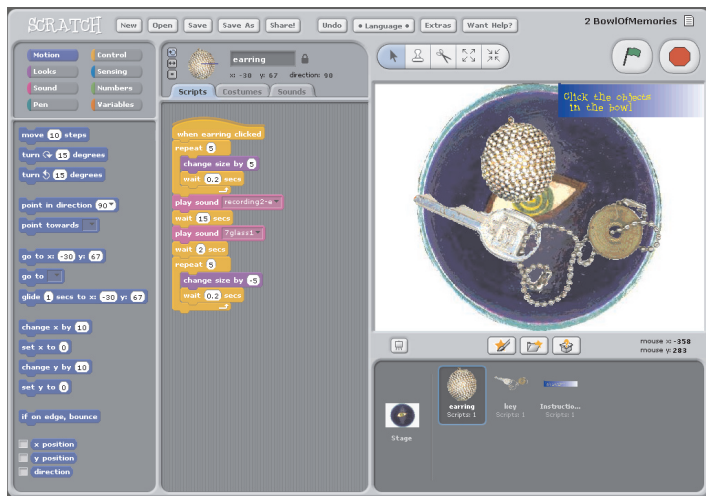 SCRATCH New Open Save Save As Share! Undo Language Extras Want Help? 2 BowlOfMemories
Motion Control
Looks Sensing
Sound Numbers
Pen Variables
move 10 steps
turn 15 degrees
turn 15 degrees
point in direction 90
point towards
go to x: -30 y: 67
go to
glide 1 secs to x: -30 y: 67
change x by 10
set x to 0
change y by 10
set y to 0
if on edge, bounce
x position
y position
direction
earring
x: -30 y: 67 direction: 90
Scripts Costumes Sounds
when earring clicked
repeat 5
change size by 5
wait 0.2 secs
play sound recording2-e
wait 15 secs
play sound 7glass1
wait 2 secs
repeat 5
change size by -5
wait 0.2 secs
Click the objects
in the bowl
mouse x: -358
mouse y: 283
Stage
earring
Scripts: 1
key
Scripts: 1
Instructio...
Scripts: 1